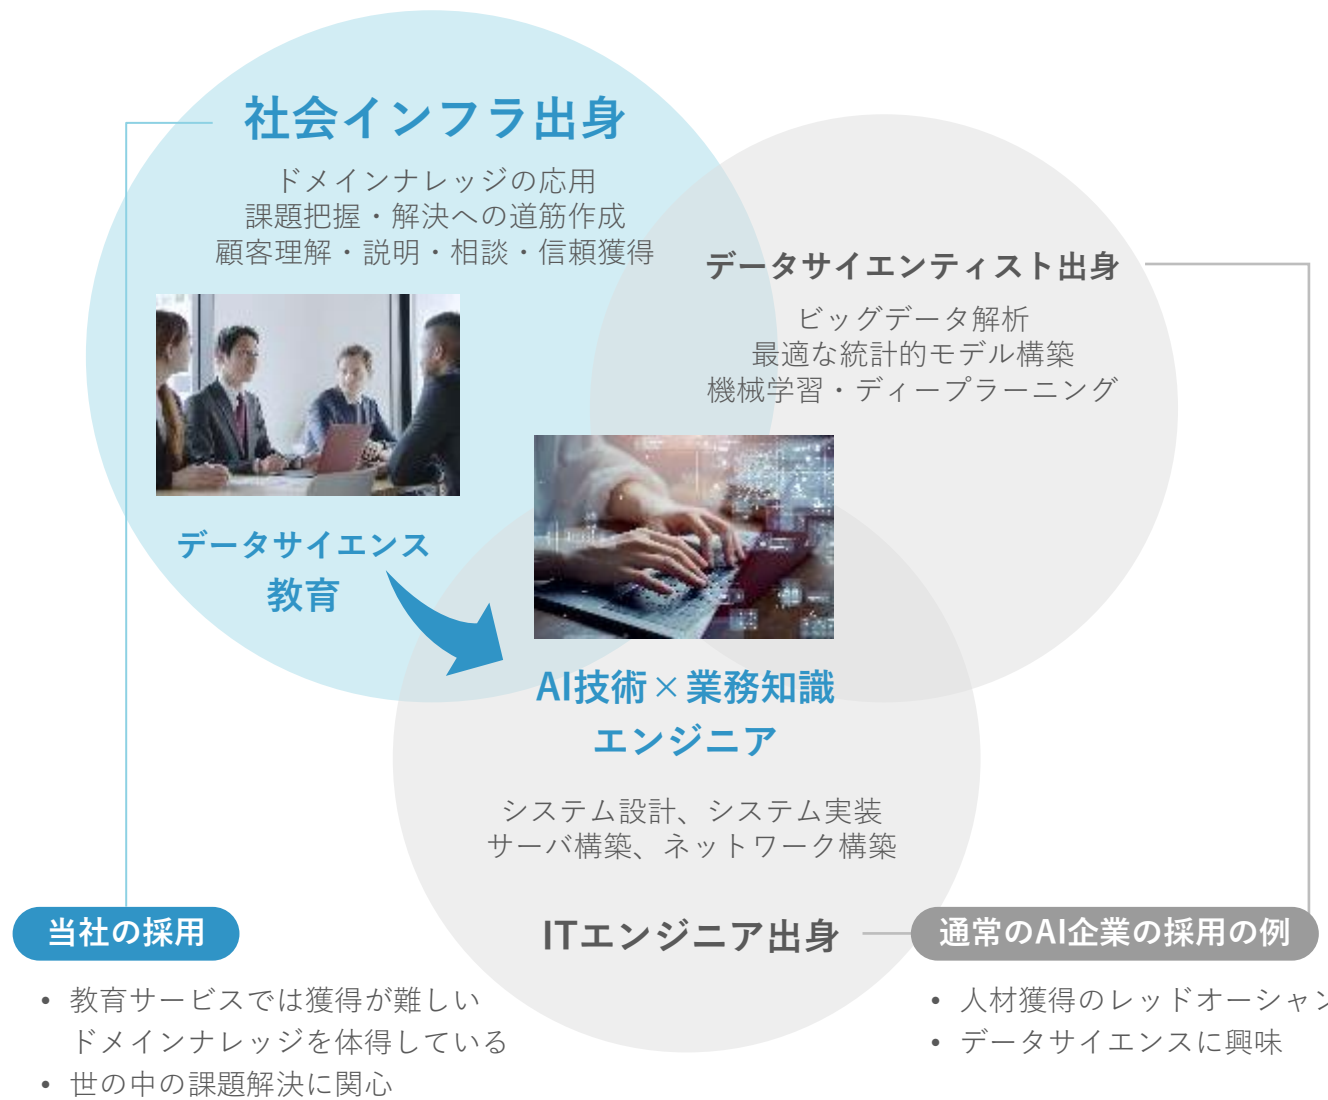 社会インフラ出身
ドメインナレッジの応用
課題把握・解決への道筋作成
顧客理解・説明・相談・信頼獲得
データサイエンティスト出身
ビッグデータ解析
最適な統計的モデル構築
機械学習・ディープラーニング
データサイエンス
教育
AI技術×業務知識
エンジニア
システム設計、システム実装
サーバ構築、ネットワーク構築
ITエンジニア出身
当社の採用
• 教育サービスでは獲得が難しい
ドメインナレッジを体得している
• 世の中の課題解決に関心
通常のAI企業の採用の例
• 人材獲得のレッドオーシャン
• データサイエンスに興味